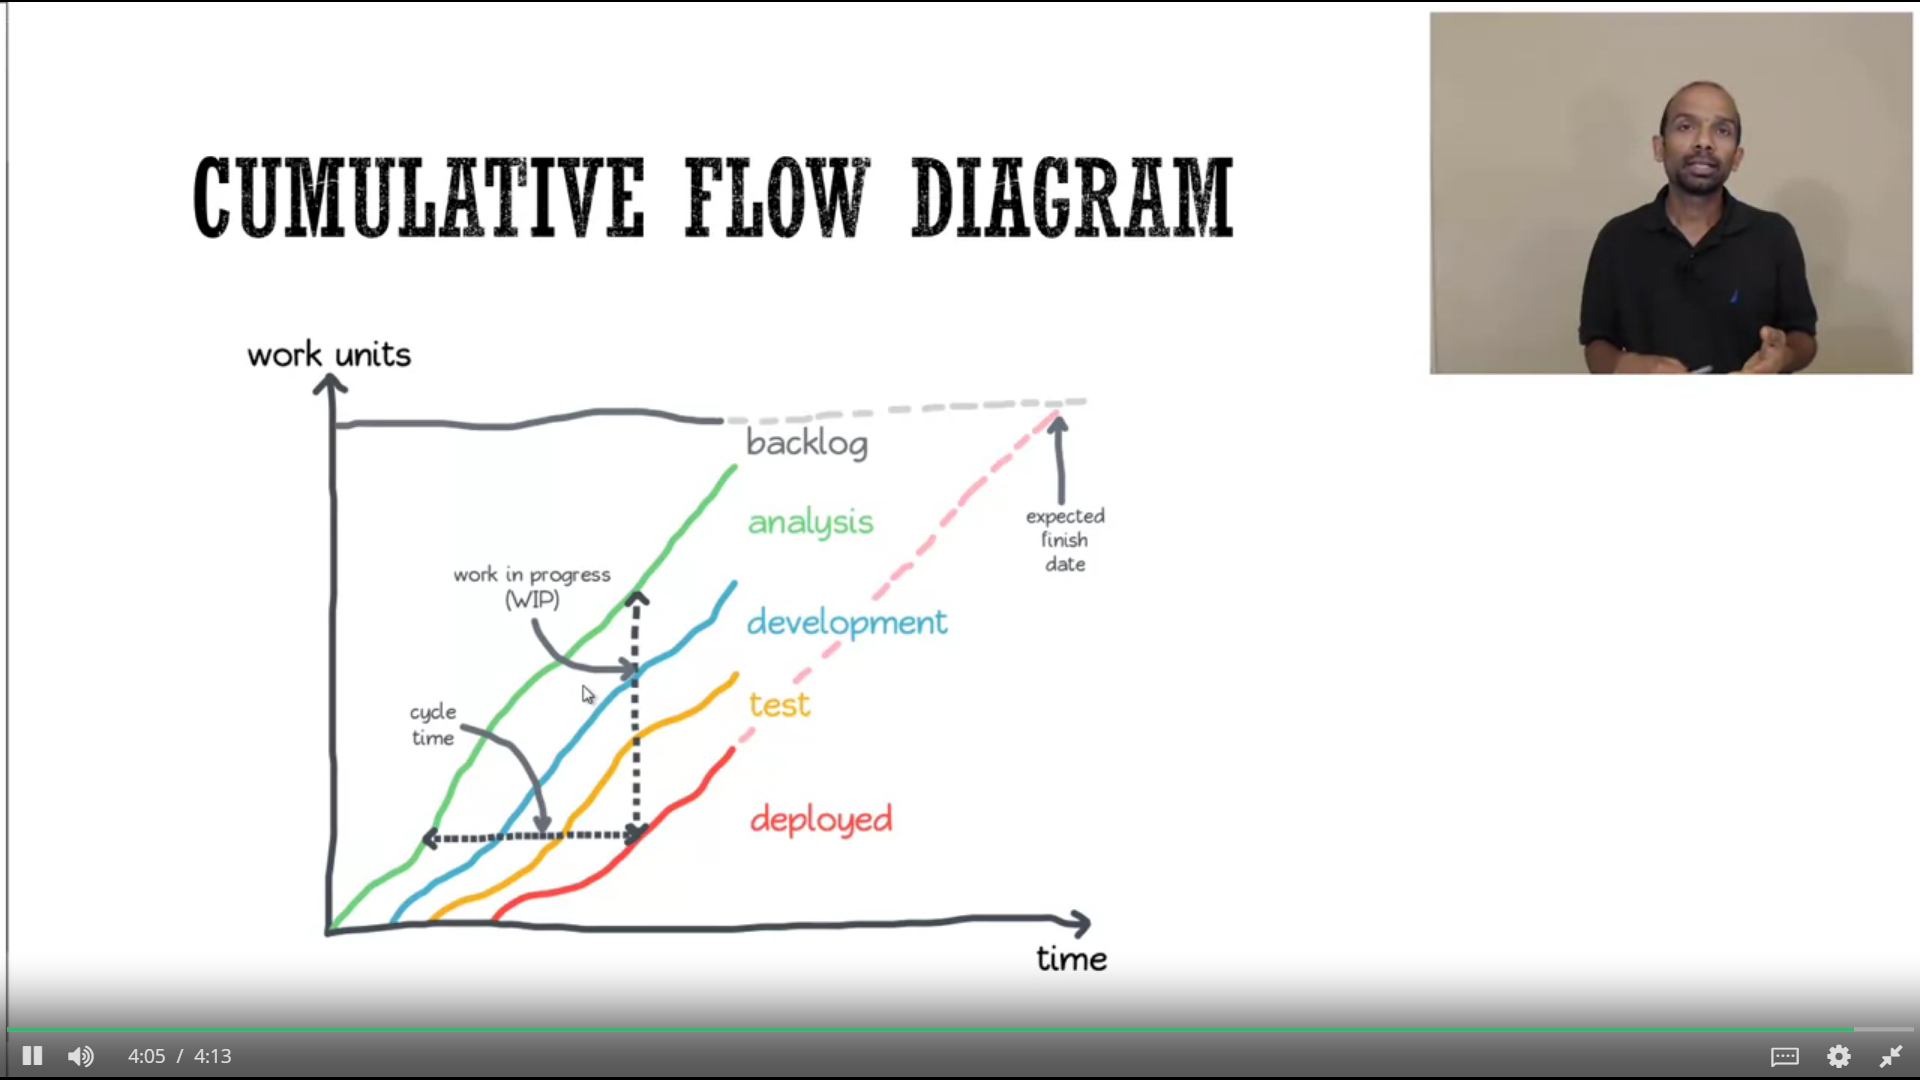 CUMULATIVE FLOW DIAGRAM
work units
backlog
analysis
expected
finish
date
work in progress
(WIP)
development
cycle
time
test
deployed
time
4:05 / 4:13